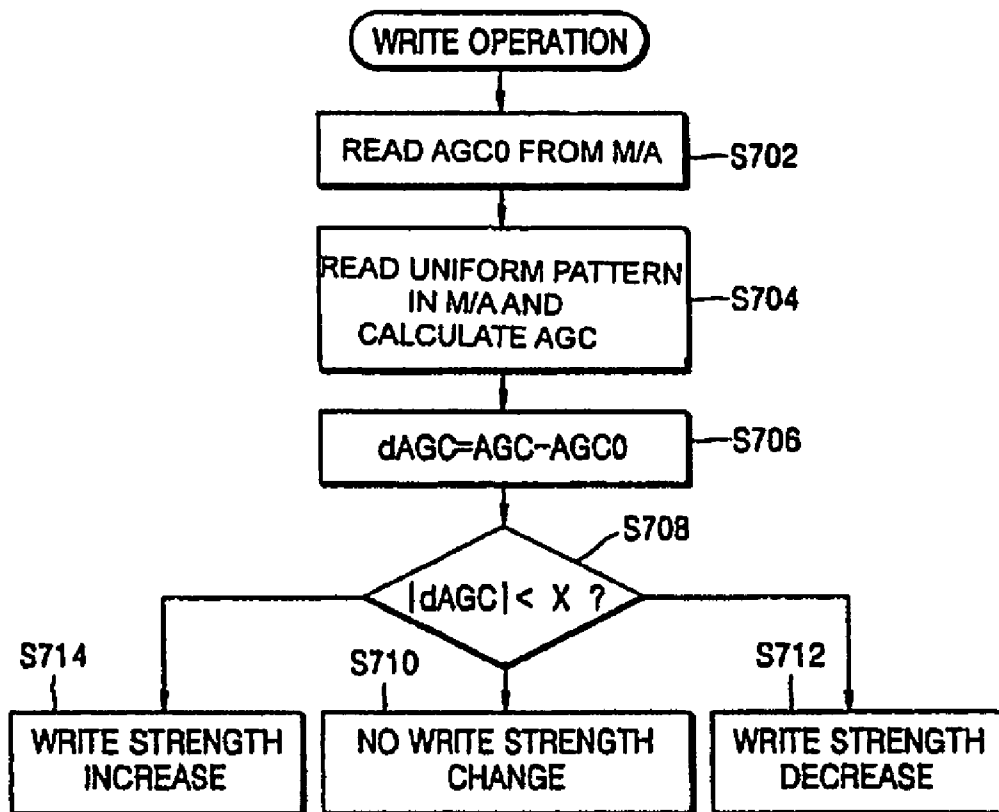 WRITE OPERATION
READ AGC0 FROM M/A
S702
READ UNIFORM PATTERN
IN M/A AND
CALCULATE AGC
S704
dAGC=AGC-AGC0
S706
S708
|dAGC| < X ?
S714
S710
S712
WRITE STRENGTH
INCREASE
NO WRITE STRENGTH
CHANGE
WRITE STRENGTH
DECREASE